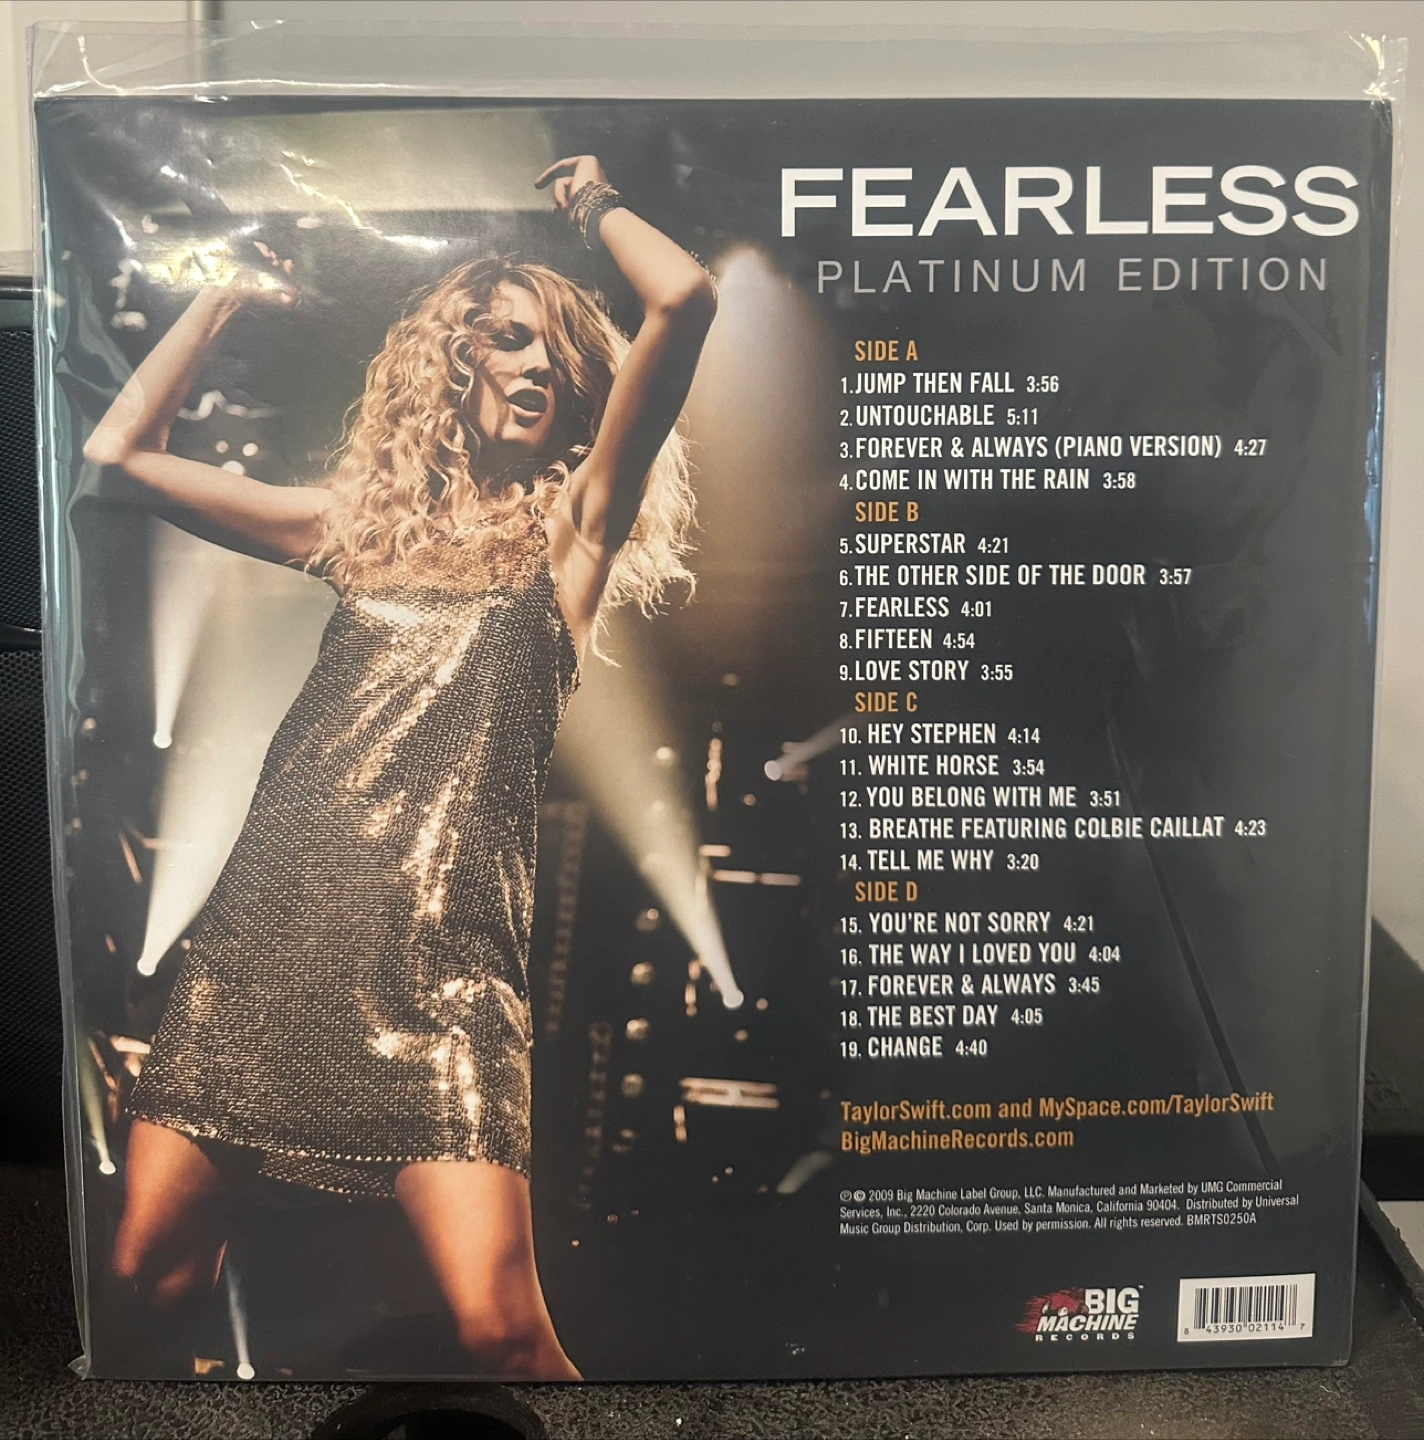 FEARLESS
PLATINUM EDITION
SIDE A
1.JUMP THEN FALL 3:56
2.UNTOUCHABLE 5:11
3.FOREVER & ALWAYS (PIANO VERSION) 4:27
4.COME IN WITH THE RAIN 3:58
SIDE B
5.SUPERSTAR 4:21
6.THE OTHER SIDE OF THE DOOR 3:57
7.FEARLESS 4:01
8.FIFTEEN 4:54
9.LOVE STORY 3:55
SIDE C
10. HEY STEPHEN 4:14
11. WHITE HORSE 3:54
12. YOU BELONG WITH ME 3:51
13. BREATHE FEATURING COLBIE CAILLAT 4:23
14. TELL ME WHY 3:20
SIDE D
15. YOU'RE NOT SORRY 4:21
16. THE WAY I LOVED YOU 4:04
17. FOREVER & ALWAYS 3:45
18. THE BEST DAY 4:05
19. CHANGE 4:40
TaylorSwift.com and MySpace.com/TaylorSwift
BigMachineRecords.com
℗ © 2009 Big Machine Label Group, LLC. Manufactured and Marketed by UMG Commercial
Services, Inc., 2220 Colorado Avenue, Santa Monica, California 90404. Distributed by Universal
Music Group Distribution, Corp. Used by permission. All rights reserved. BMRTS0250A
BIG™
MACHINE
RECORDS
8 43930 02114 7